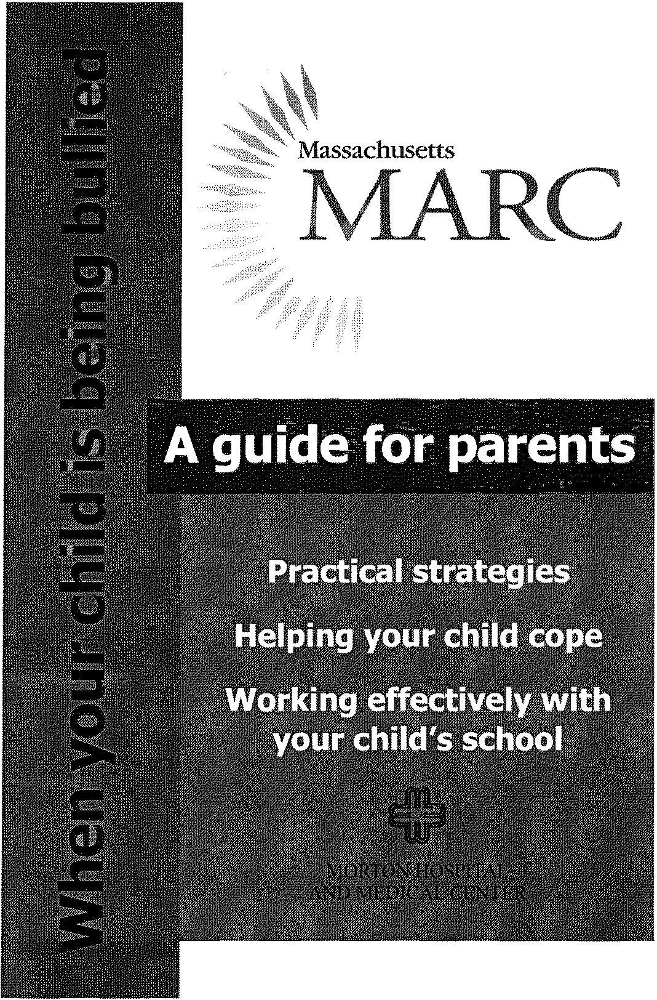 When your child is being bullied
Massachusetts
MARC
A guide for parents
Practical strategies
Helping your child cope
Working effectively with
your child's school
MORTON HOSPITAL
AND MEDICAL CENTER